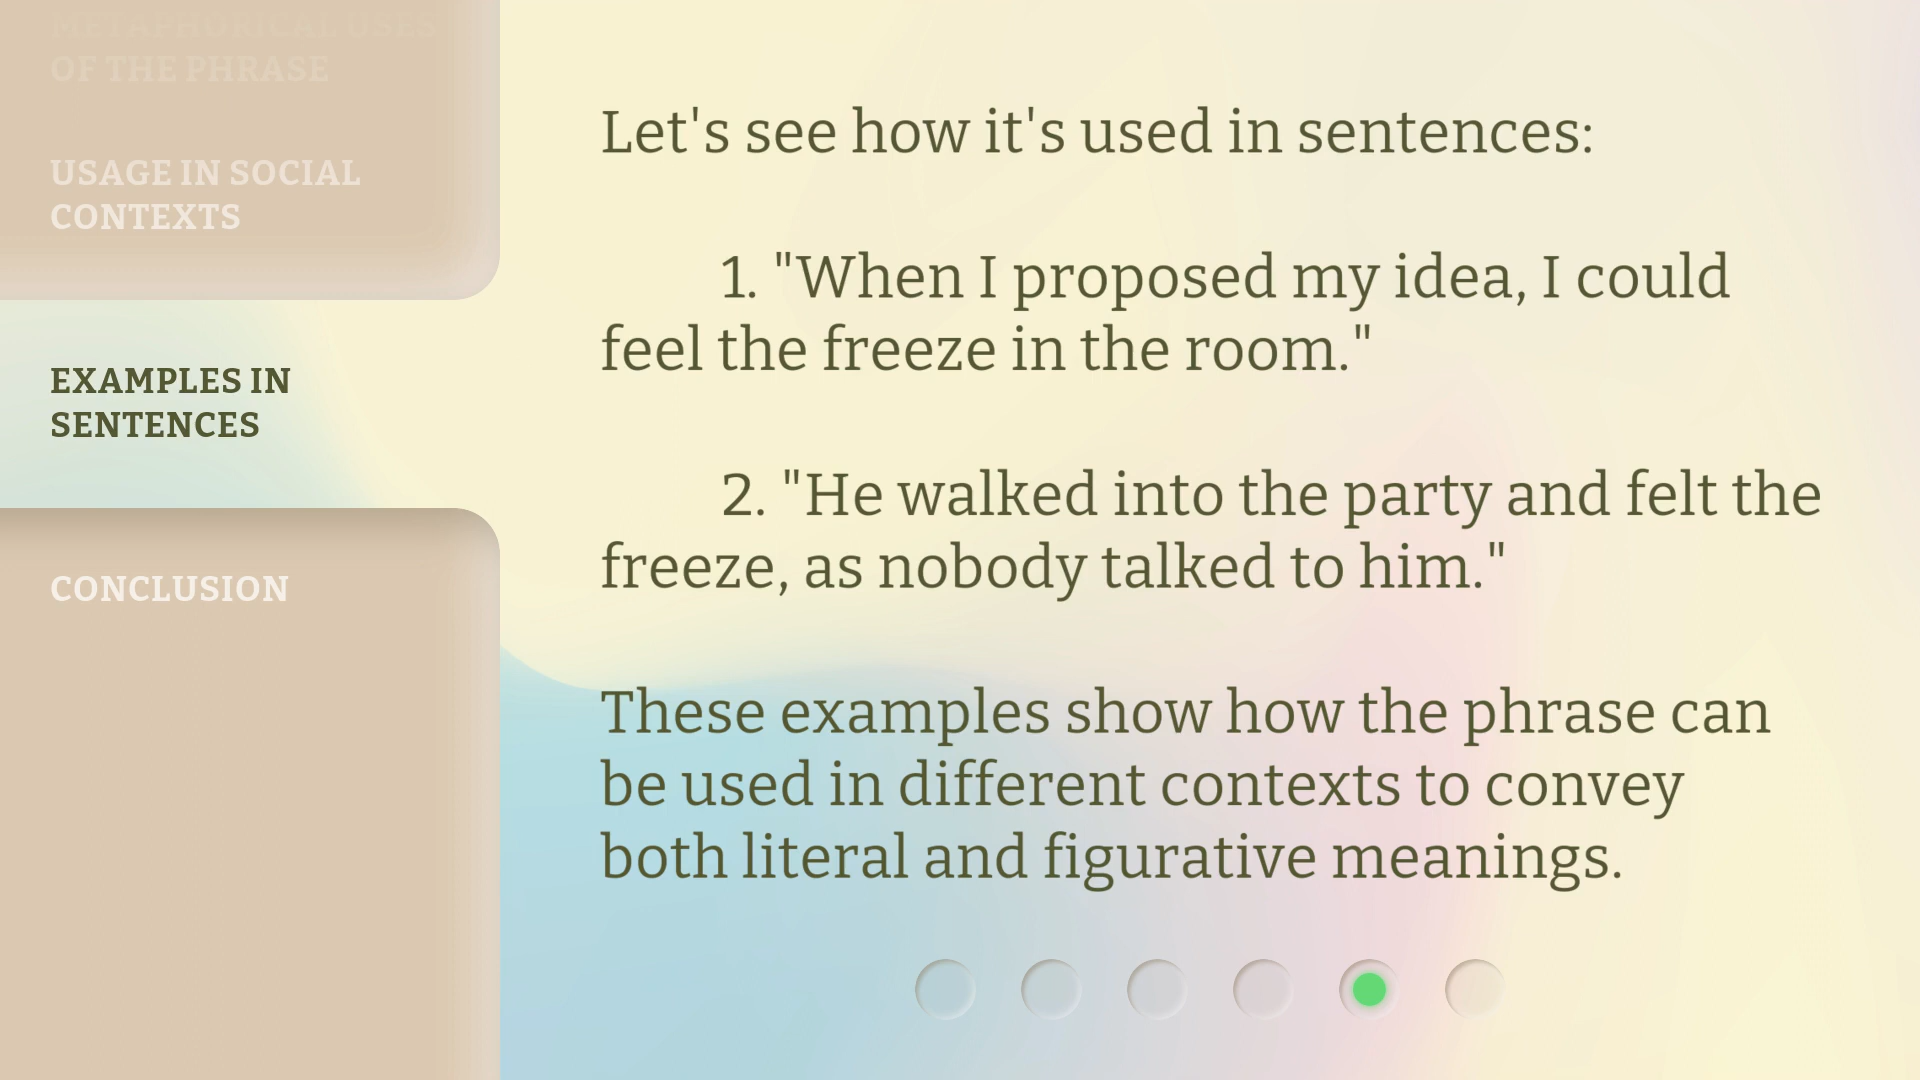 METAPHORICAL USES
OF THE PHRASE
USAGE IN SOCIAL
CONTEXTS
EXAMPLES IN
SENTENCES
CONCLUSION
Let's see how it's used in sentences:
1. "When I proposed my idea, I could
feel the freeze in the room."
2. "He walked into the party and felt the
freeze, as nobody talked to him."
These examples show how the phrase can
be used in different contexts to convey
both literal and figurative meanings.